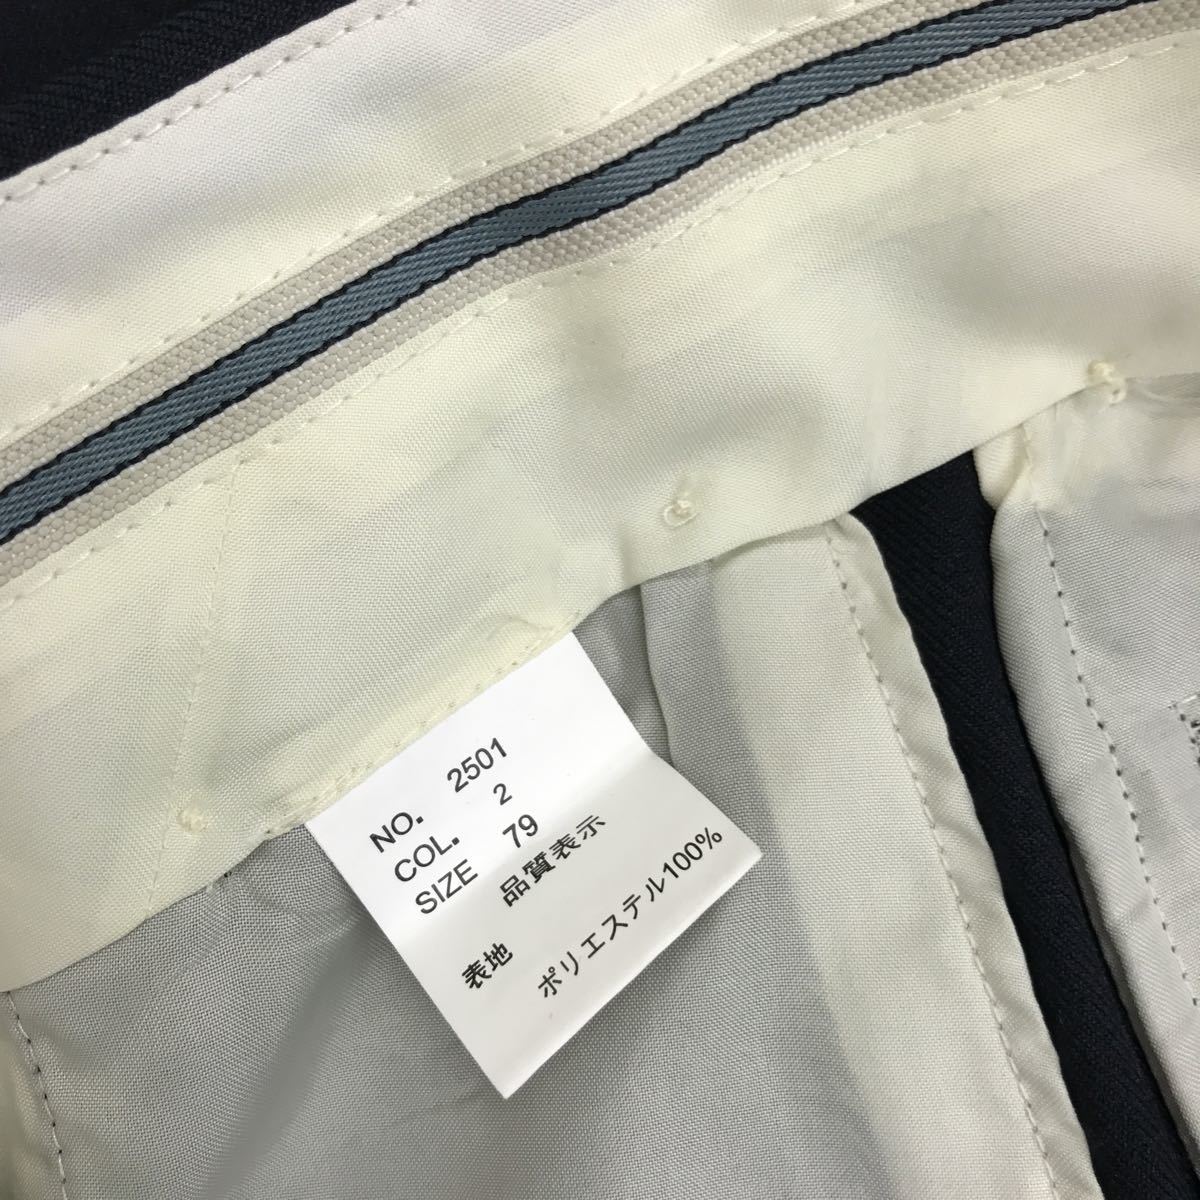 NO. 2501
COL. 2
SIZE 79
品質表示
表地 ポリエステル100%